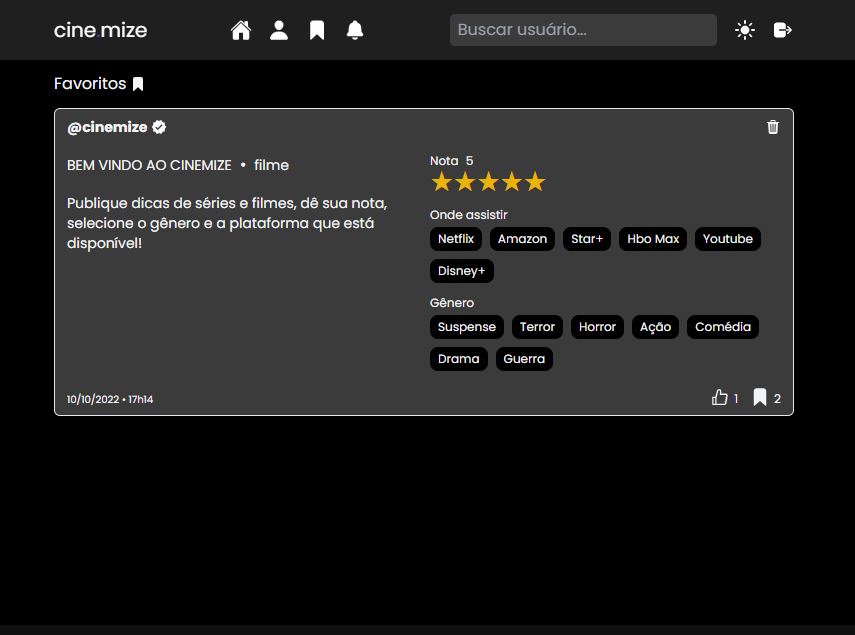 cine.mize
Buscar usuário...
Favoritos
@cinemize
BEM VINDO AO CINEMIZE • filme
Publique dicas de séries e filmes, dê sua nota,
selecione o gênero e a plataforma que está
disponível!
Nota 5
Onde assistir
Netflix Amazon Star+ Hbo Max Youtube
Disney+
Gênero
Suspense Terror Horror Ação Comédia
Drama Guerra
10/10/2022 • 17h14
1 2